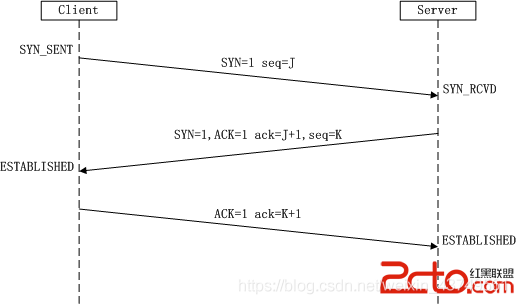 Client
Server
SYN_SENT
SYN=1 seq=J
SYN_RCVD
SYN=1,ACK=1 ack=J+1,seq=K
ESTABLISHED
ACK=1 ack=K+1
ESTABLISHED
红黑联盟
2cto.com